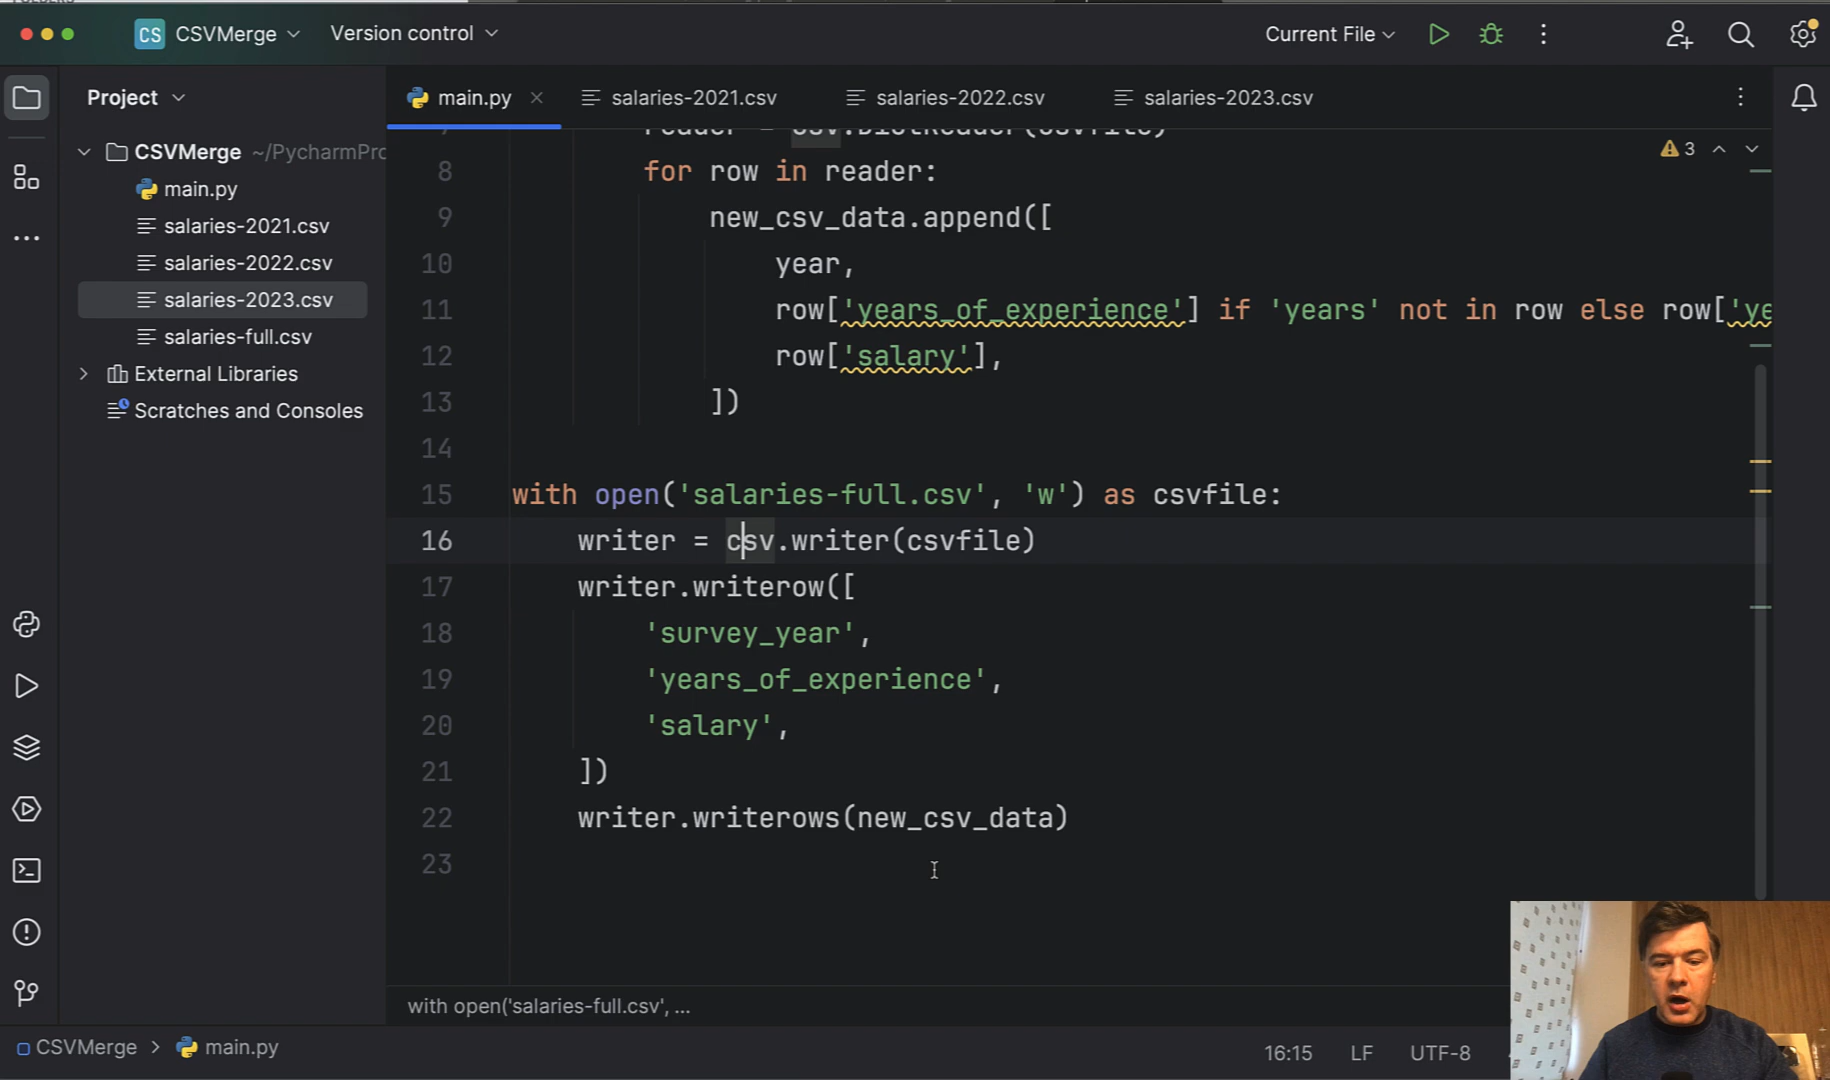 CS CSVMerge Version control Current File
Project main.py salaries-2021.csv salaries-2022.csv salaries-2023.csv
CSVMerge ~/PycharmPro
main.py
salaries-2021.csv
salaries-2022.csv
salaries-2023.csv
salaries-full.csv
External Libraries
Scratches and Consoles
3
reader = csv.DictReader(csvfile)
8 for row in reader:
9 new_csv_data.append([
10 year,
11 row['years_of_experience'] if 'years' not in row else row['ye
12 row['salary'],
13 ])
14
15 with open('salaries-full.csv', 'w') as csvfile:
16 writer = csv.writer(csvfile)
17 writer.writerow([
18 'survey_year',
19 'years_of_experience',
20 'salary',
21 ])
22 writer.writerows(new_csv_data)
23
with open('salaries-full.csv', ...
CSVMerge > main.py 16:15 LF UTF-8